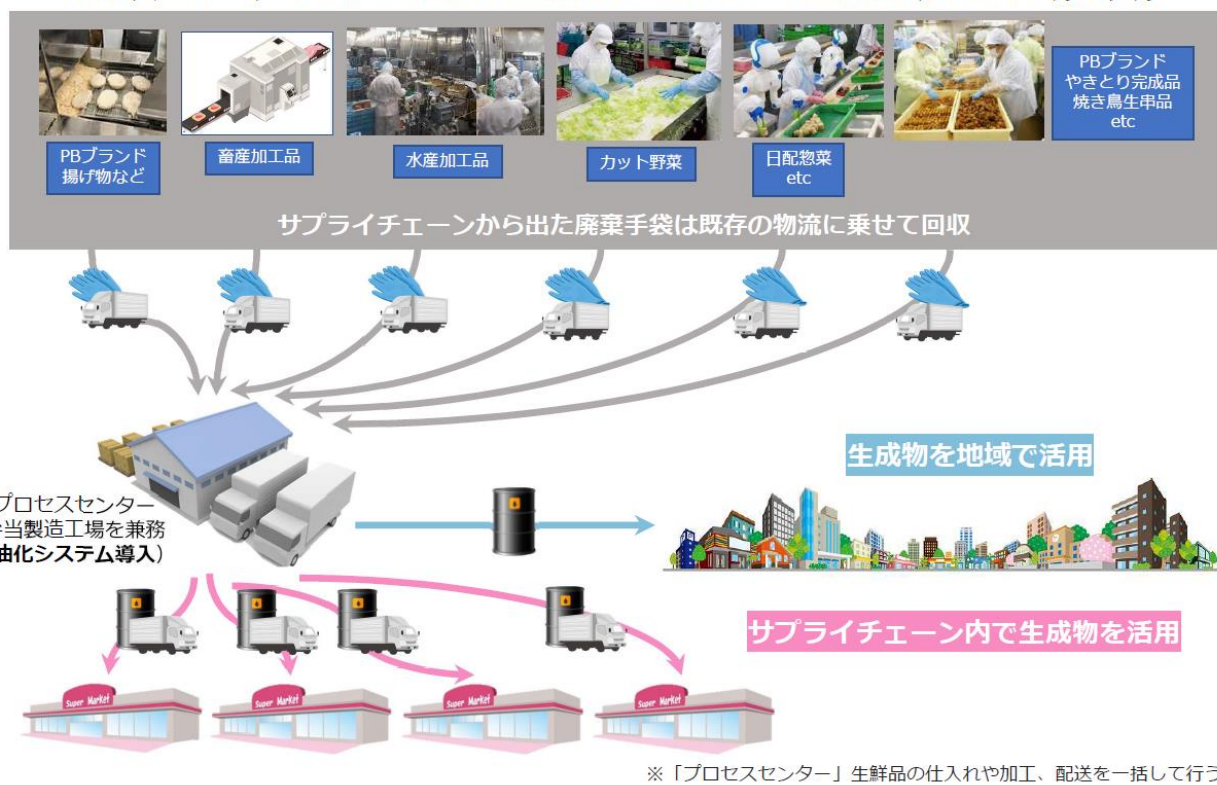 PBブランド
揚げ物など
畜産加工品
水産加工品
カット野菜
日配惣菜
etc
PBブランド
やきとり完成品
焼き鳥生串品
etc
サプライチェーンから出た廃棄手袋は既存の物流に乗せて回収
プロセスセンター
当製造工場を兼務
油化システム導入)
生成物を地域で活用
サプライチェーン内で生成物を活用
Super Market
Super Market
Super Market
Super Market
※「プロセスセンター」生鮮品の仕入れや加工、配送を一括して行う